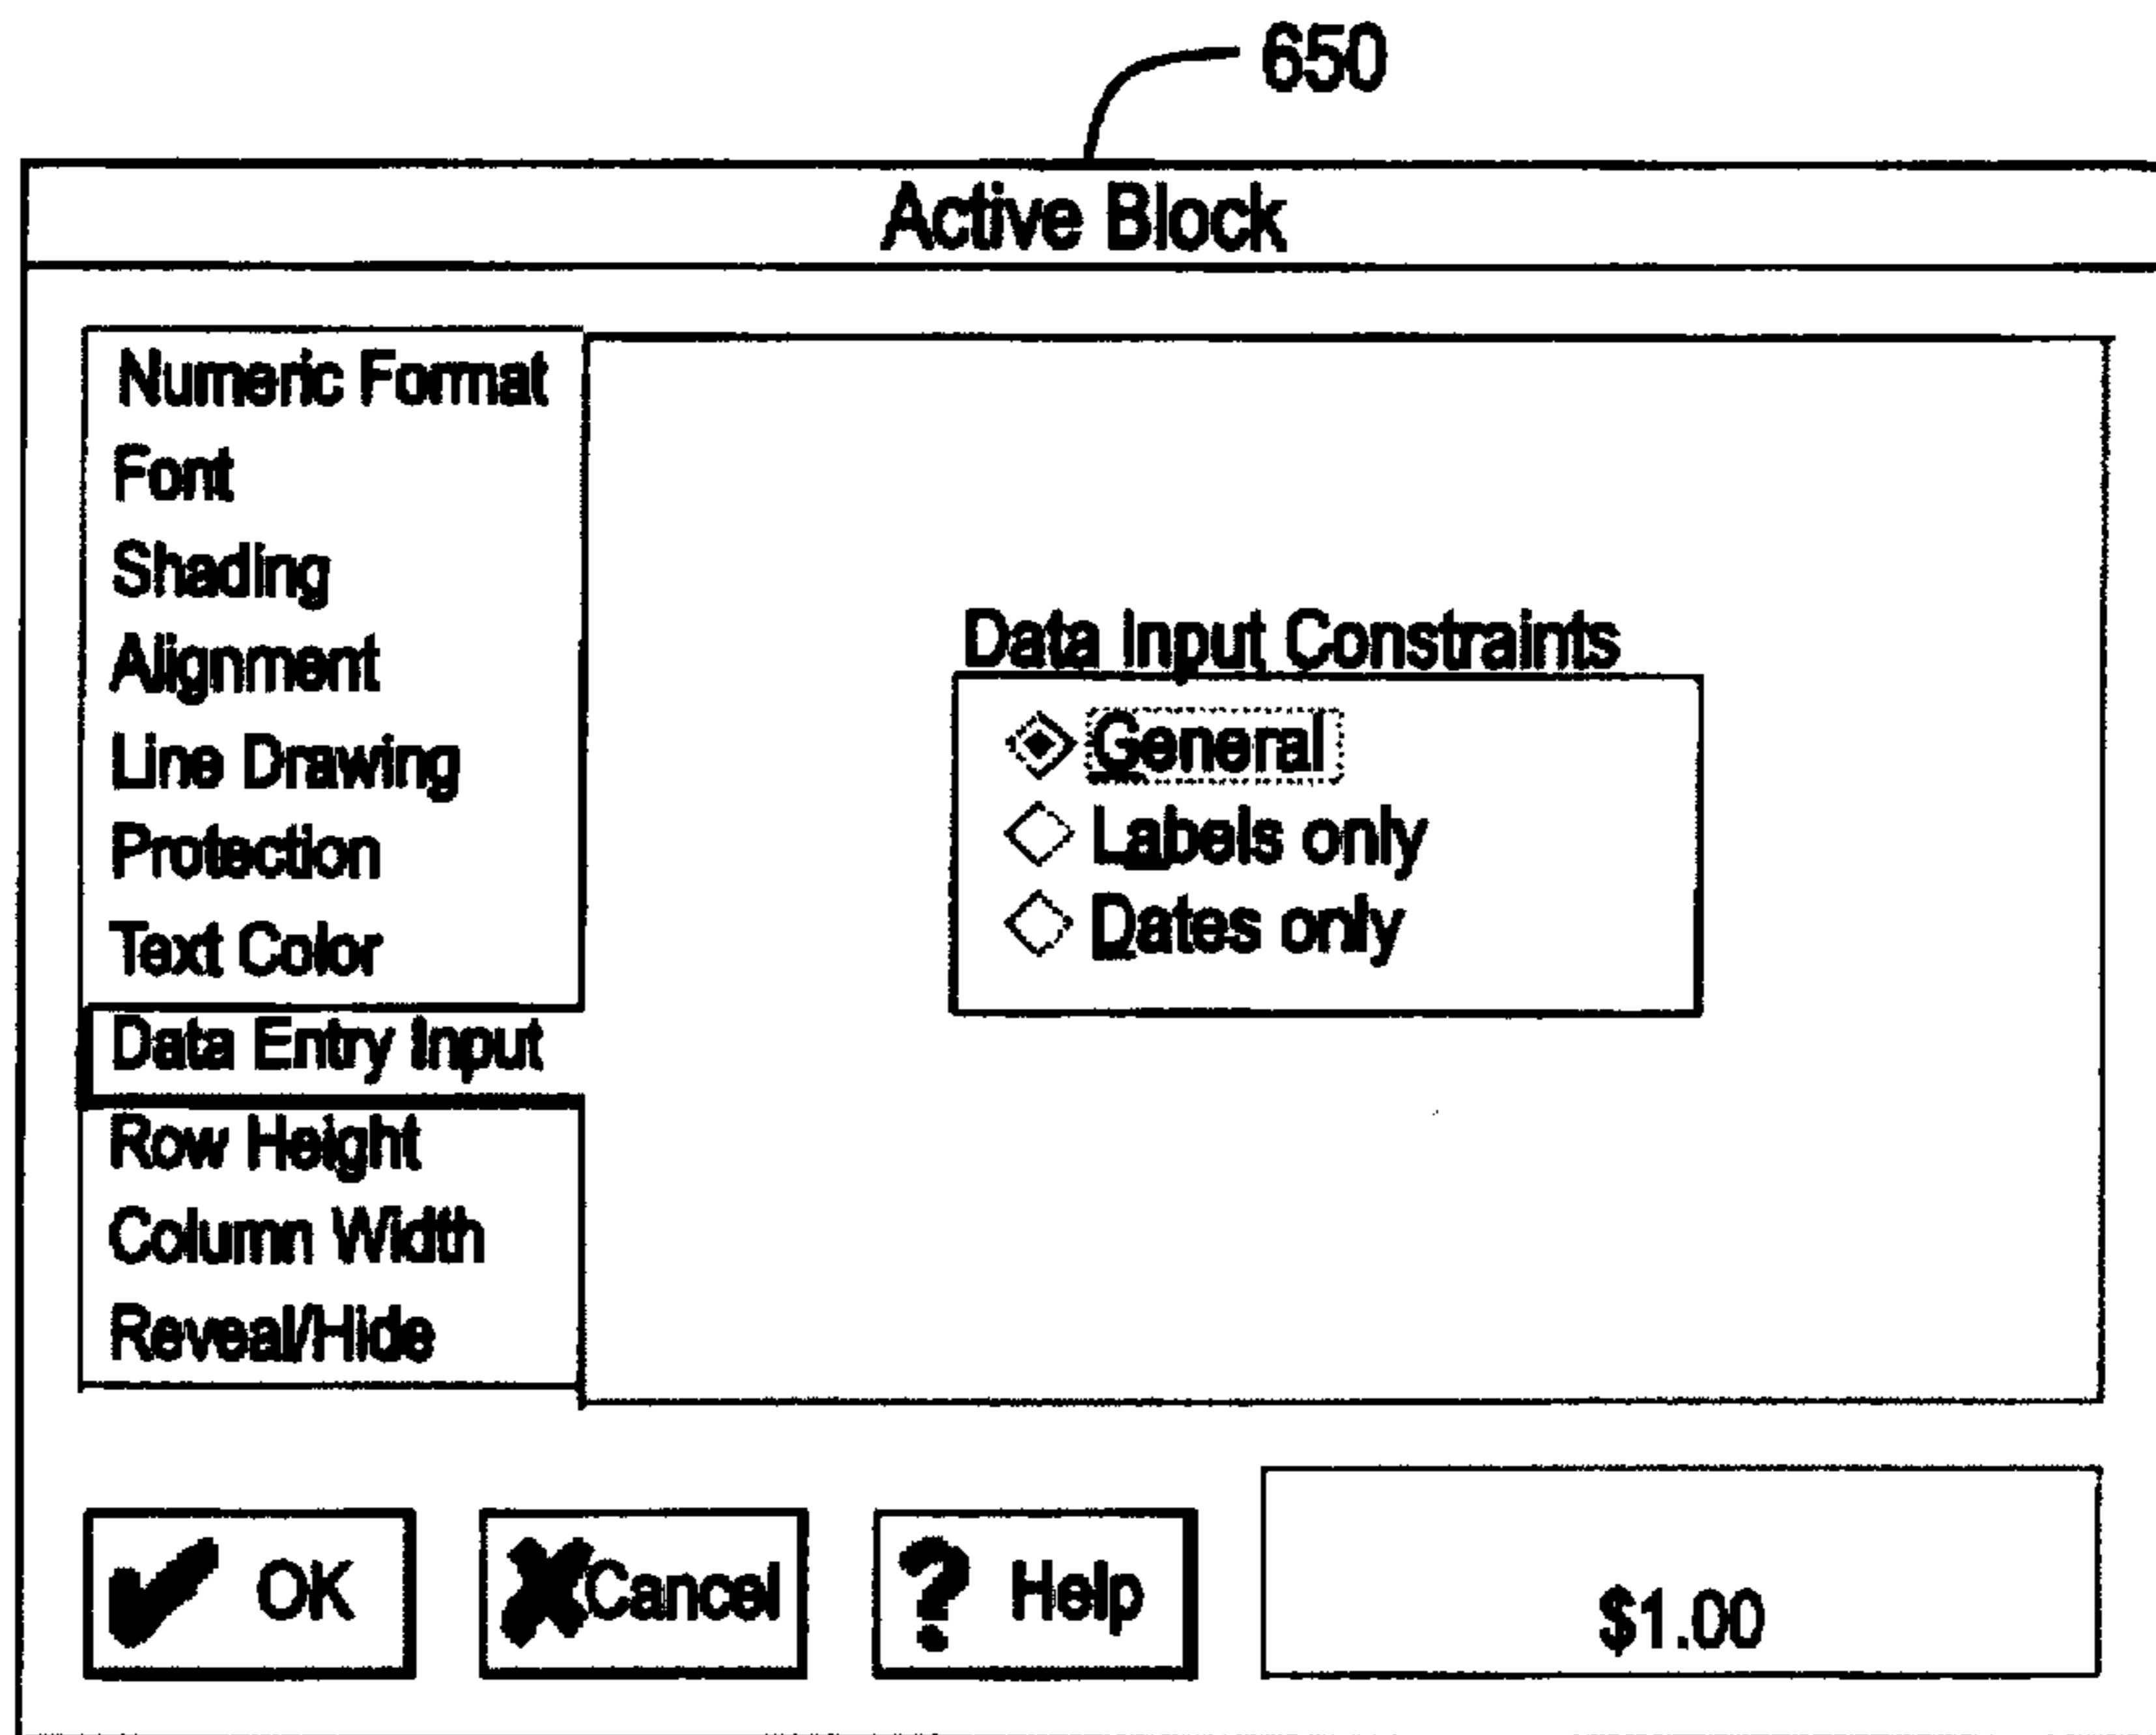 650
Active Block
Numeric Format
Font
Shading
Alignment
Line Drawing
Protection
Text Color
Data Entry Input
Row Height
Column Width
Reveal/Hide
Data Input Constraints
General
Labels only
Dates only
OK
Cancel
? Help
$1.00